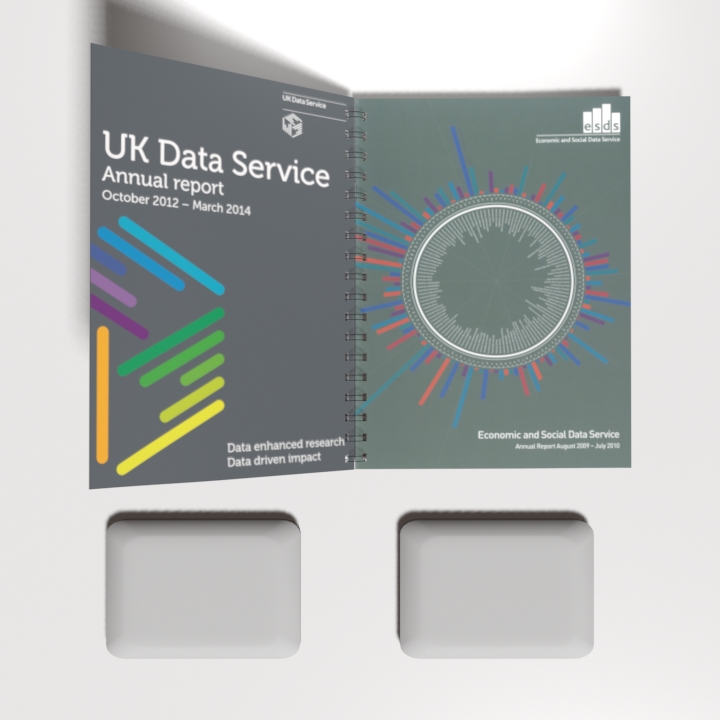 UK Data Service
UK Data Service
Annual report
October 2012 – March 2014
Data enhanced research
Data driven impact
esds
Economic and Social Data Service
Economic and Social Data Service
Annual Report August 2009 – July 2010